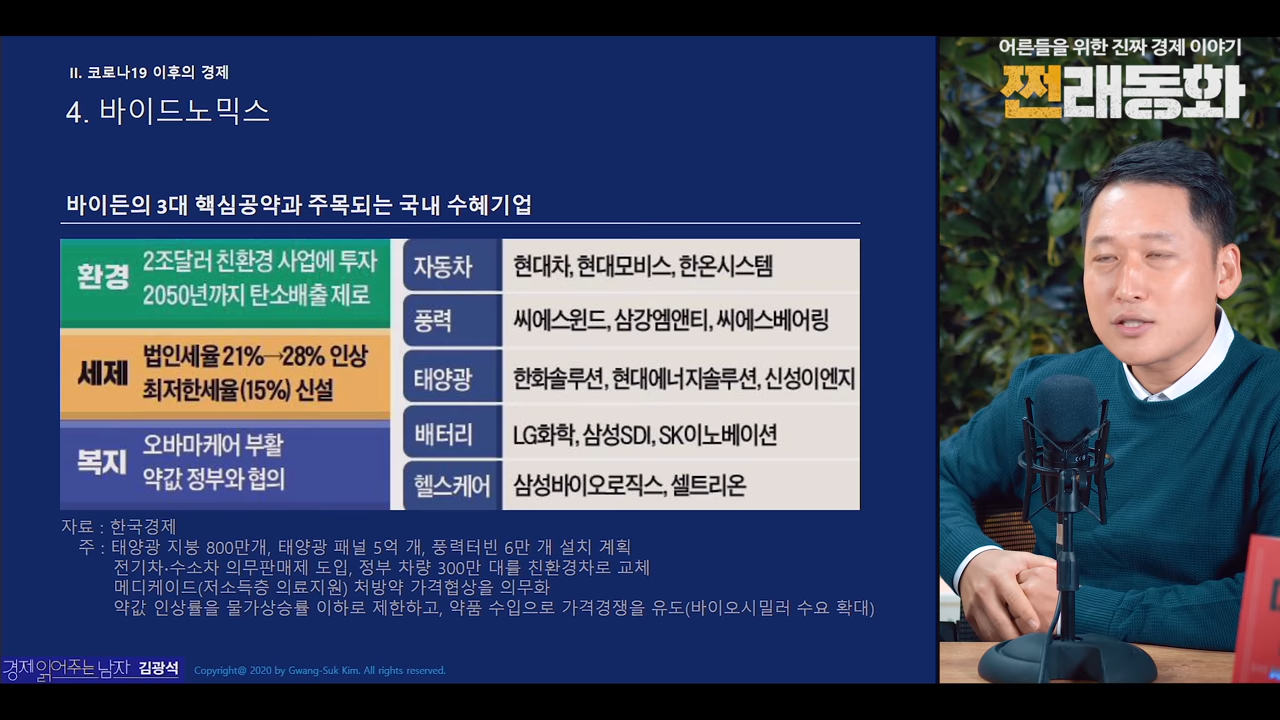 II. 코로나19 이후의 경제
4. 바이드노믹스
바이든의 3대 핵심공약과 주목되는 국내 수혜기업
환경
2조달러 친환경 사업에 투자
2050년까지 탄소배출 제로
세제
법인세율 21%→28% 인상
최저한세율(15%) 신설
복지
오바마케어 부활
약값 정부와 협의
자동차 현대차, 현대모비스, 한온시스템
풍력 씨에스윈드, 삼강엠앤티, 씨에스베어링
태양광 한화솔루션, 현대에너지솔루션, 신성이엔지
배터리 LG화학, 삼성SDI, SK이노베이션
헬스케어 삼성바이오로직스, 셀트리온
자료 : 한국경제
주 : 태양광 지붕 800만개, 태양광 패널 5억 개, 풍력터빈 6만 개 설치 계획
전기차·수소차 의무판매제 도입, 정부 차량 300만 대를 친환경차로 교체
메디케이드(저소득층 의료지원) 처방약 가격협상을 의무화
약값 인상률을 물가상승률 이하로 제한하고, 약품 수입으로 가격경쟁을 유도(바이오시밀러 수요 확대)
경제 읽어주는 남자 김광석 Copyright@ 2020 by Gwang-Suk Kim. All rights reserved.
어른들을 위한 진짜 경제 이야기
쩐래동화